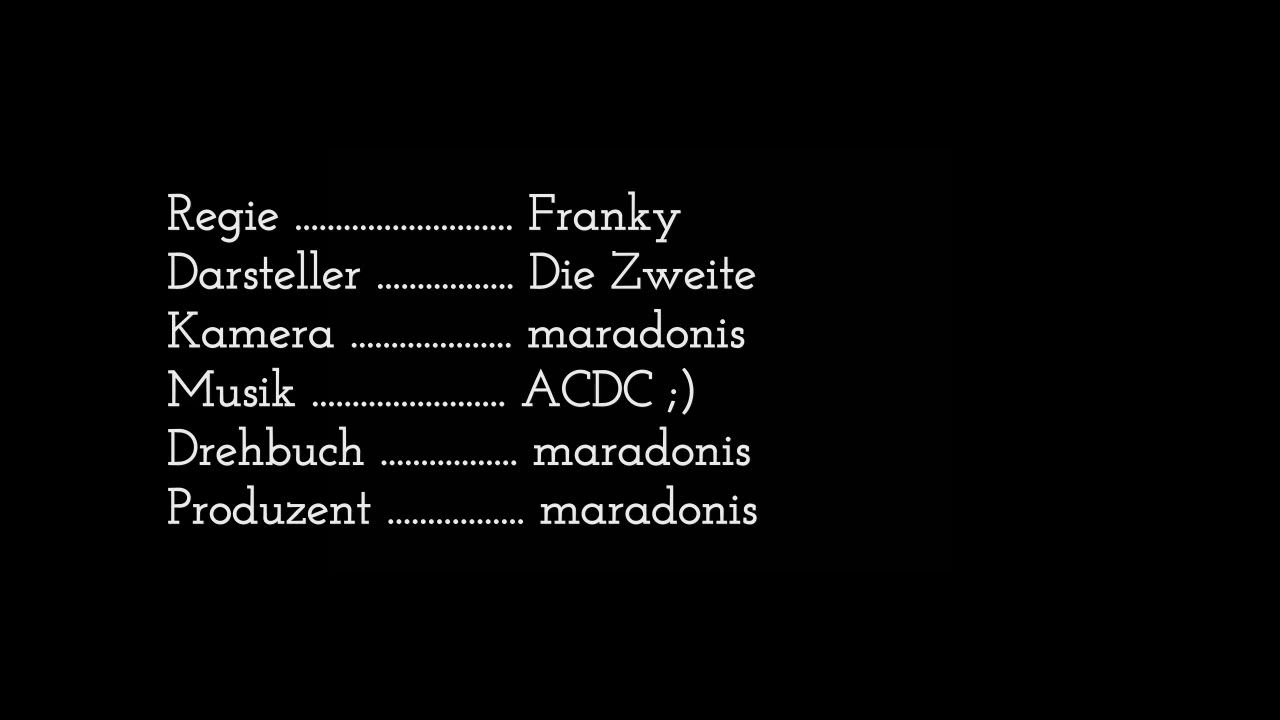 Regie ........................... Franky
Darsteller ................. Die Zweite
Kamera .................... maradonis
Musik ........................ ACDC ;)
Drehbuch ................. maradonis
Produzent ................. maradonis